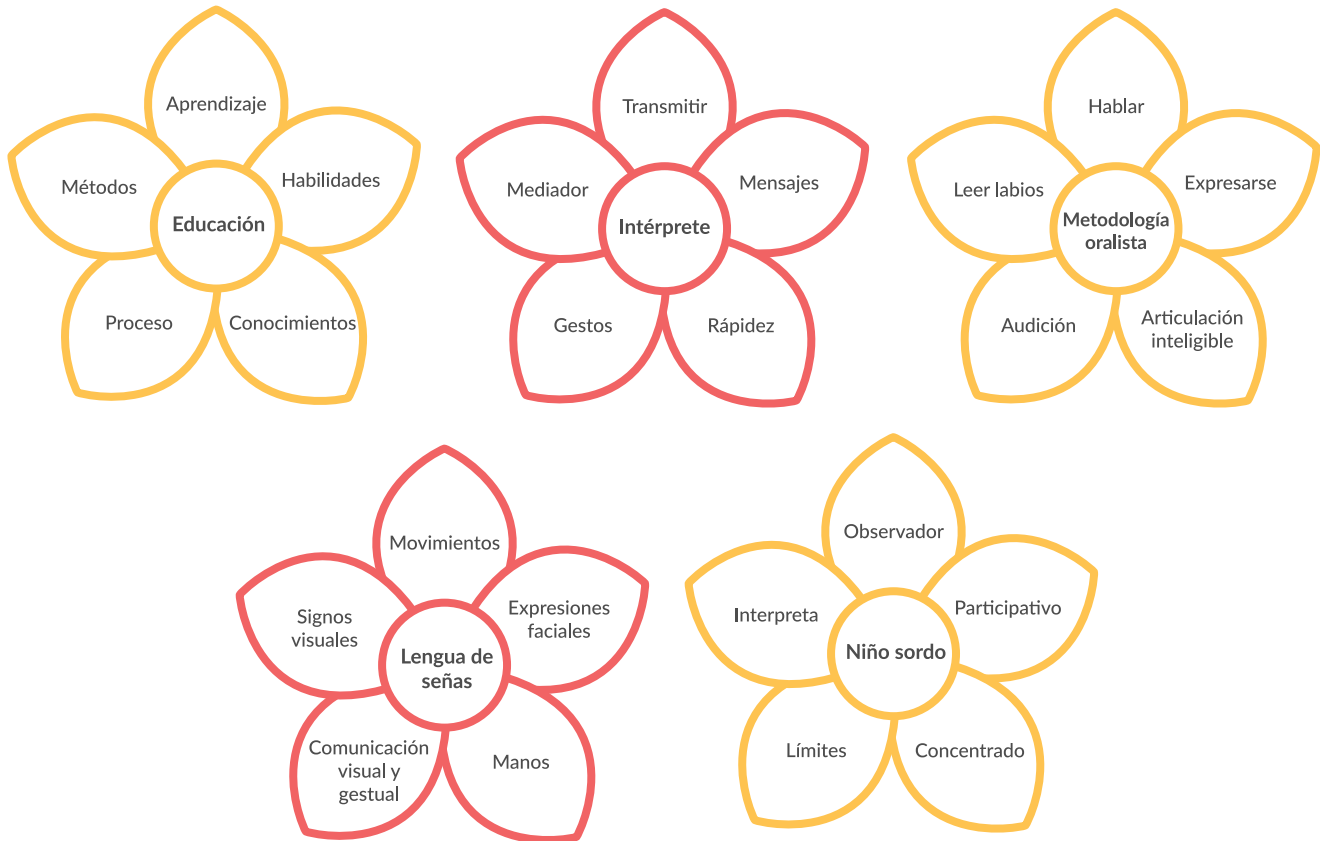 Aprendizaje
Métodos
Habilidades
Educación
Proceso
Conocimientos
Transmitir
Mediador
Mensajes
Intérprete
Gestos
Rápidez
Hablar
Leer labios
Expresarse
Metodología
oralista
Audición
Articulación
inteligible
Movimientos
Signos
visuales
Expresiones
faciales
Lengua de
señas
Comunicación
visual y
gestual
Manos
Observador
Interpreta
Participativo
Niño sordo
Límites
Concentrado